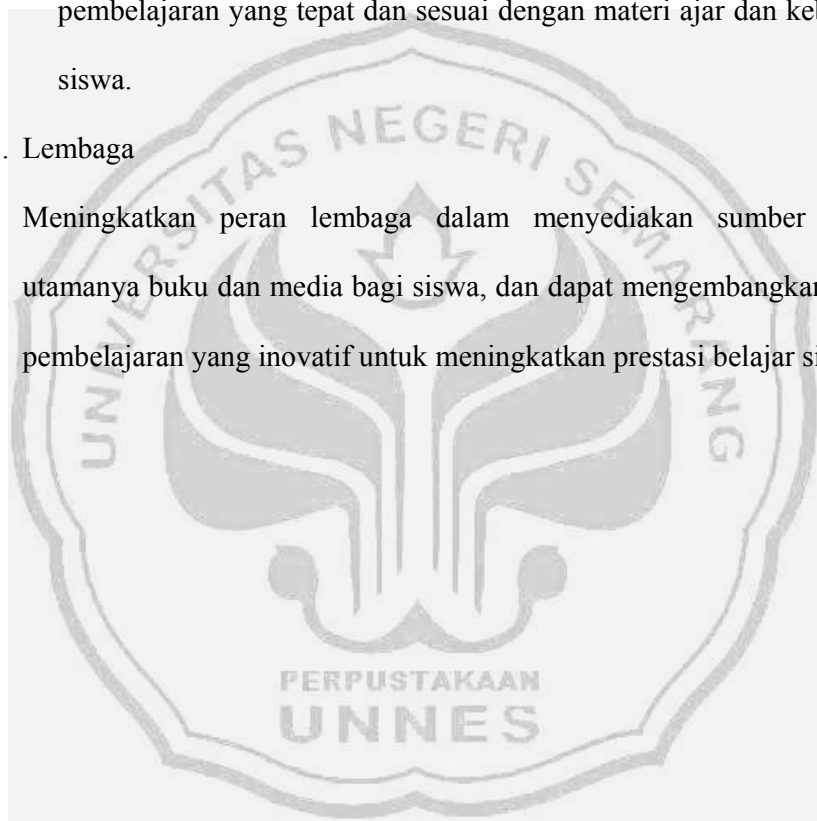 pembelajaran yang tepat dan sesuai dengan materi ajar dan
siswa.
. Lembaga
Meningkatkan peran lembaga dalam menyediakan sumber
utamanya buku dan media bagi siswa, dan dapat mengembangkan
pembelajaran yang inovatif untuk meningkatkan prestasi belajar
UNIVERSITAS NEGERI SEMARANG
PERPUSTAKAAN
UNNES